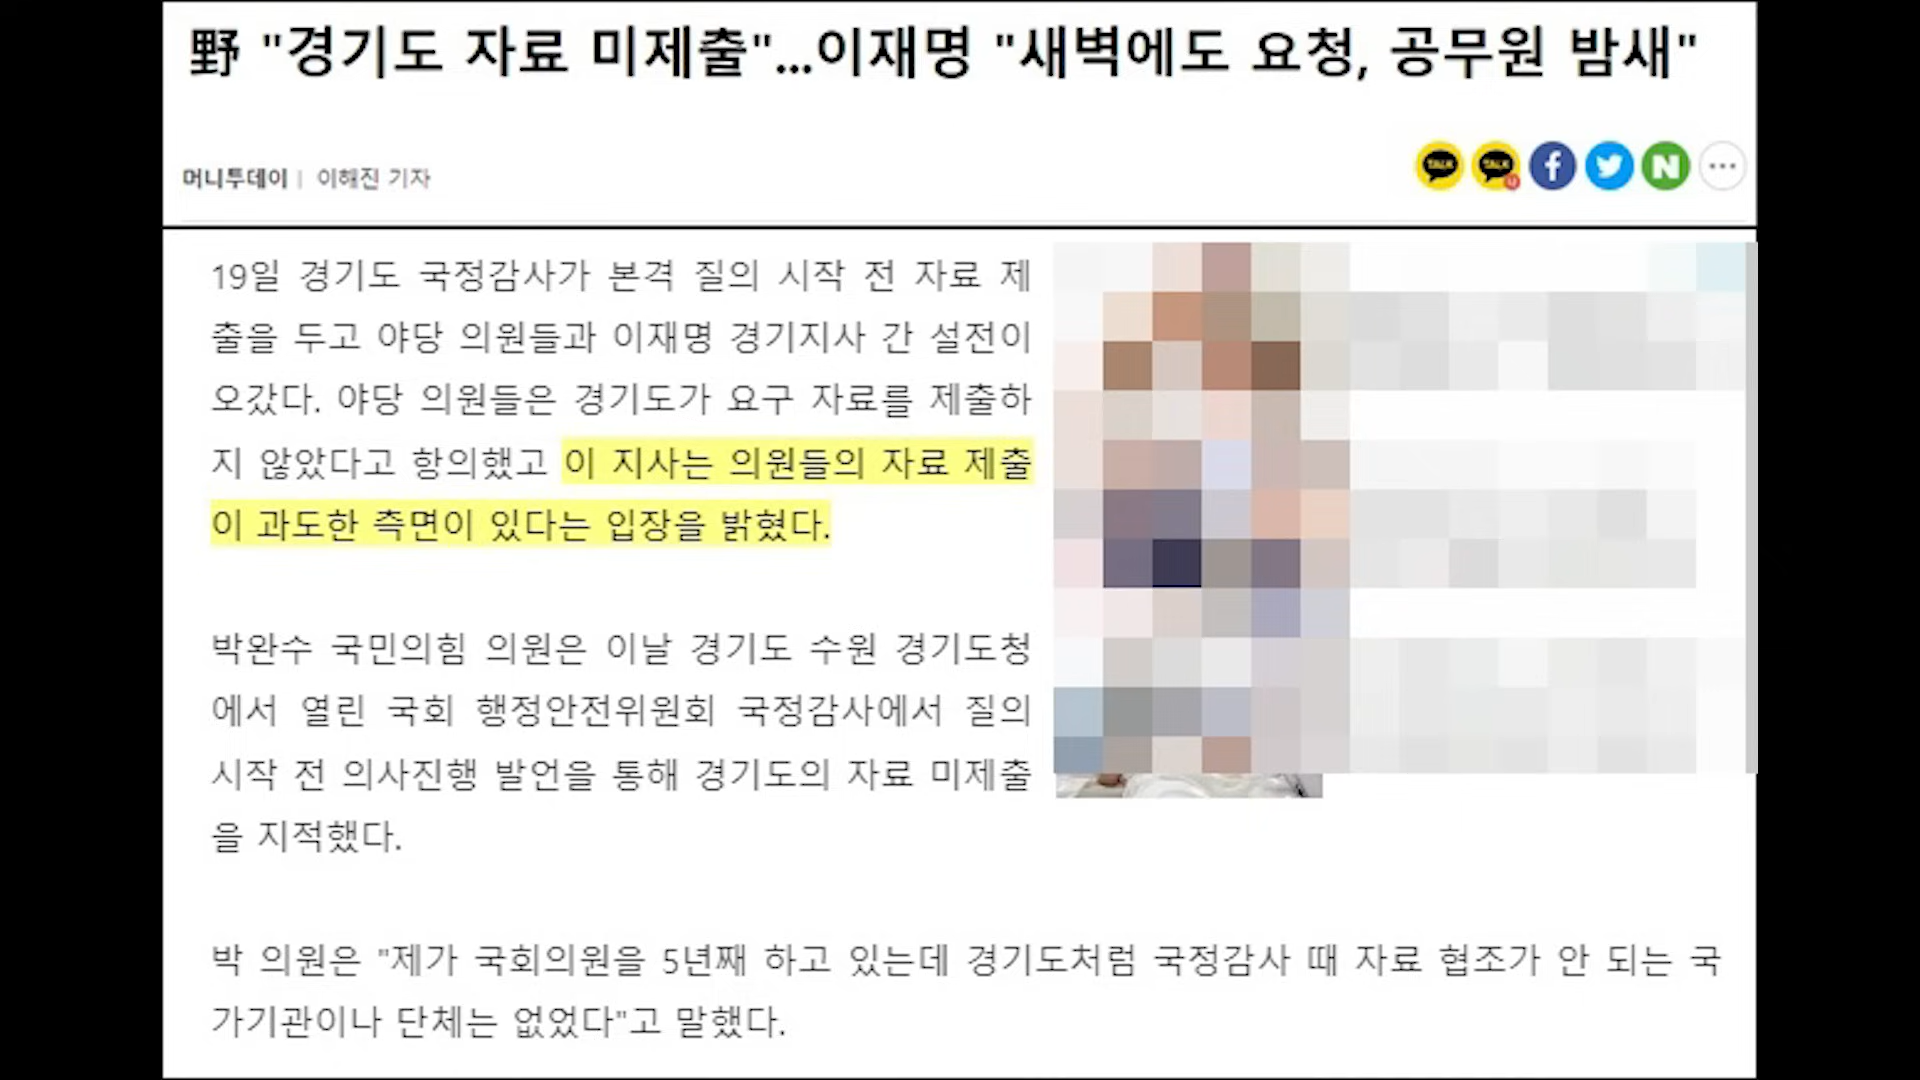 野 "경기도 자료 미제출"...이재명 "새벽에도 요청, 공무원 밤새"
머니투데이 | 이해진 기자
TALK TALK f N
19일 경기도 국정감사가 본격 질의 시작 전 자료 제
출을 두고 야당 의원들과 이재명 경기지사 간 설전이
오갔다. 야당 의원들은 경기도가 요구 자료를 제출하
지 않았다고 항의했고 이 지사는 의원들의 자료 제출
이 과도한 측면이 있다는 입장을 밝혔다.
박완수 국민의힘 의원은 이날 경기도 수원 경기도청
에서 열린 국회 행정안전위원회 국정감사에서 질의
시작 전 의사진행 발언을 통해 경기도의 자료 미제출
을 지적했다.
박 의원은 "제가 국회의원을 5년째 하고 있는데 경기도처럼 국정감사 때 자료 협조가 안 되는 국
가기관이나 단체는 없었다"고 말했다.